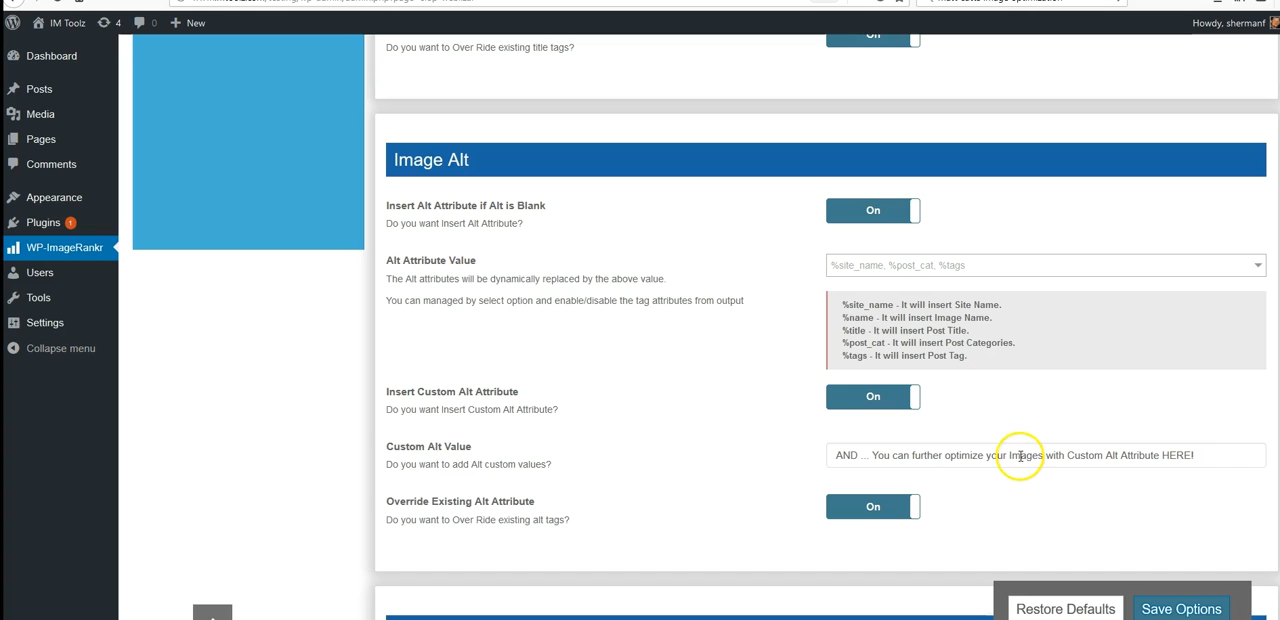 IM Toolz 4 0 New
Howdy, shermanf
Dashboard
Posts
Media
Pages
Comments
Appearance
Plugins 1
WP-ImageRankr
Users
Tools
Settings
Collapse menu
Do you want to Over Ride existing title tags?
On
Image Alt
Insert Alt Attribute if Alt is Blank
Do you want Insert Alt Attribute?
On
Alt Attribute Value
The Alt attributes will be dynamically replaced by the above value.
You can managed by select option and enable/disable the tag attributes from output
%site_name, %post_cat, %tags
%site_name - It will insert Site Name.
%name - It will insert Image Name.
%title - It will insert Post Title.
%post_cat - It will insert Post Categories.
%tags - It will insert Post Tag.
Insert Custom Alt Attribute
Do you want Insert Custom Alt Attribute?
On
Custom Alt Value
Do you want to add Alt custom values?
AND ... You can further optimize your Images with Custom Alt Attribute HERE!
Override Existing Alt Attribute
Do you want to Over Ride existing alt tags?
On
Restore Defaults
Save Options